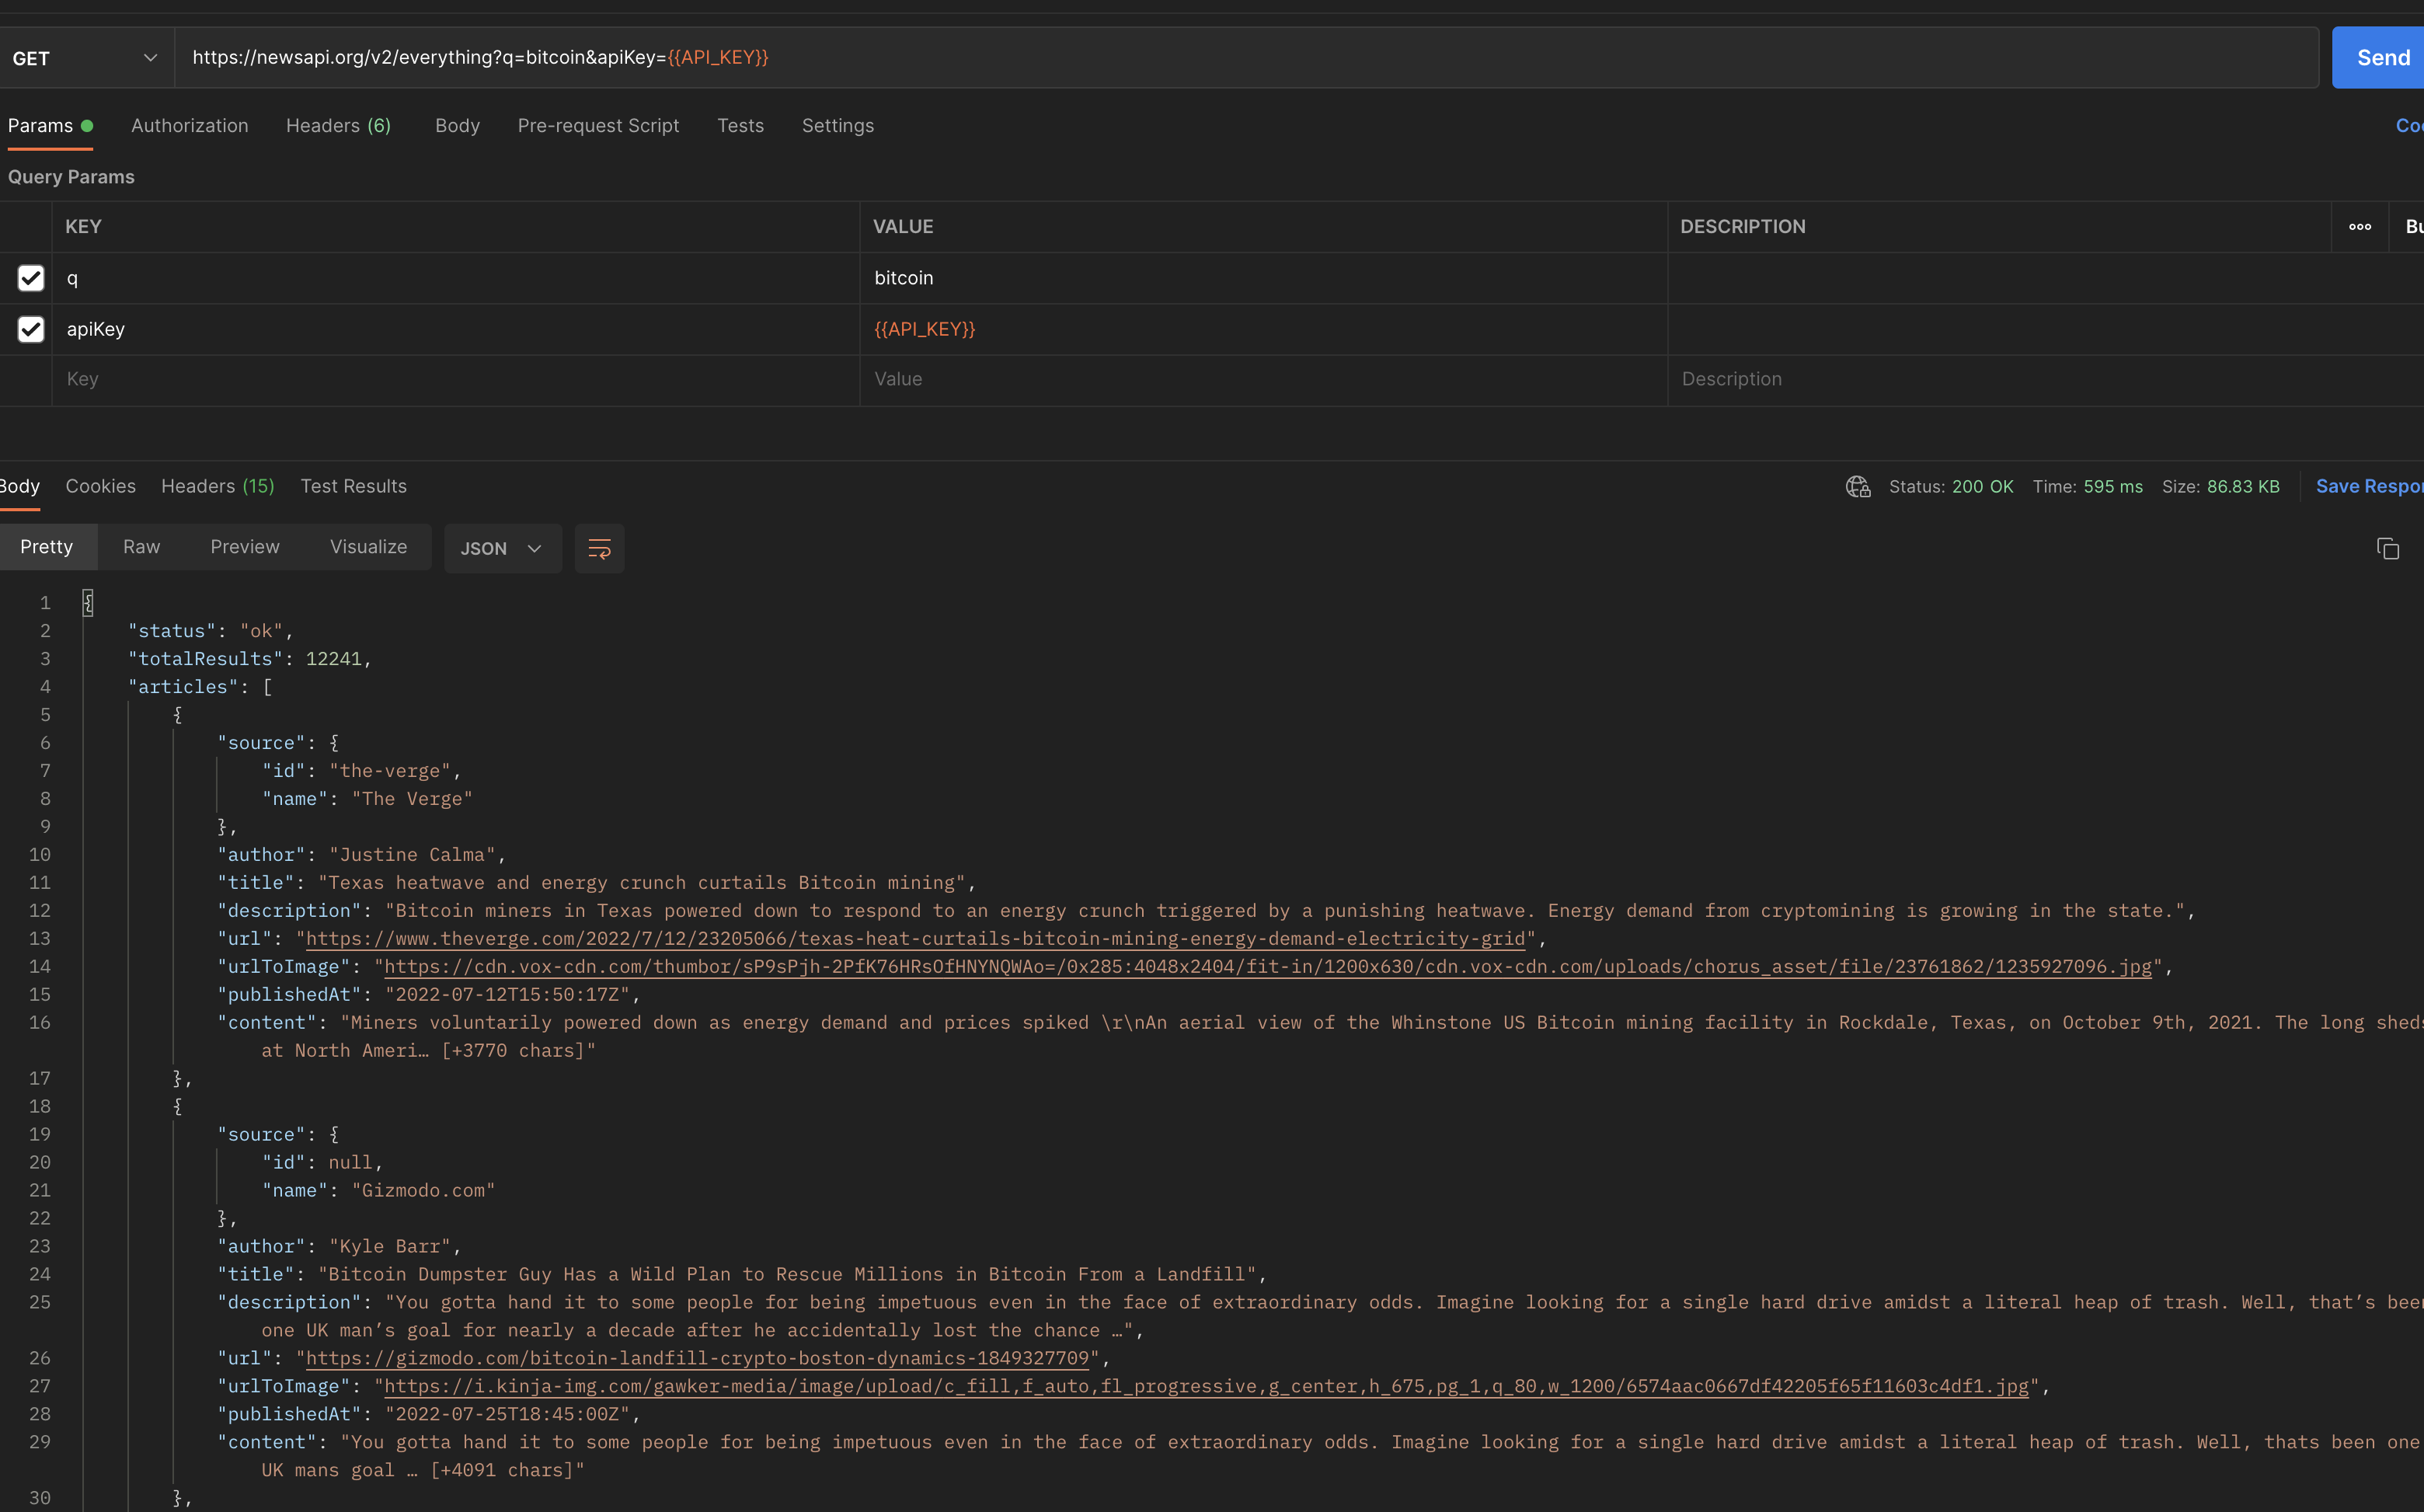 GET https://newsapi.org/v2/everything?q=bitcoin&apiKey={{API_KEY}} Send
Params Authorization Headers (6) Body Pre-request Script Tests Settings Coo
Query Params
KEY VALUE DESCRIPTION ooo Bu
q bitcoin
apiKey {{API_KEY}}
Key Value Description
Body Cookies Headers (15) Test Results Status: 200 OK Time: 595 ms Size: 86.83 KB Save Respon
Pretty Raw Preview Visualize JSON
1 {
2 "status": "ok",
3 "totalResults": 12241,
4 "articles": [
5 {
6 "source": {
7 "id": "the-verge",
8 "name": "The Verge"
9 },
10 "author": "Justine Calma",
11 "title": "Texas heatwave and energy crunch curtails Bitcoin mining",
12 "description": "Bitcoin miners in Texas powered down to respond to an energy crunch triggered by a punishing heatwave. Energy demand from cryptomining is growing in the state.",
13 "url": "https://www.theverge.com/2022/7/12/23205066/texas-heat-curtails-bitcoin-mining-energy-demand-electricity-grid",
14 "urlToImage": "https://cdn.vox-cdn.com/thumbor/sP9sPjh-2PfK76HRsOfHNYNQWAo=/0x285:4048x2404/fit-in/1200x630/cdn.vox-cdn.com/uploads/chorus_asset/file/23761862/1235927096.jpg",
15 "publishedAt": "2022-07-12T15:50:17Z",
16 "content": "Miners voluntarily powered down as energy demand and prices spiked \r\nAn aerial view of the Whinstone US Bitcoin mining facility in Rockdale, Texas, on October 9th, 2021. The long sheds
at North Ameri… [+3770 chars]"
17 },
18 {
19 "source": {
20 "id": null,
21 "name": "Gizmodo.com"
22 },
23 "author": "Kyle Barr",
24 "title": "Bitcoin Dumpster Guy Has a Wild Plan to Rescue Millions in Bitcoin From a Landfill",
25 "description": "You gotta hand it to some people for being impetuous even in the face of extraordinary odds. Imagine looking for a single hard drive amidst a literal heap of trash. Well, that’s been
one UK man’s goal for nearly a decade after he accidentally lost the chance …",
26 "url": "https://gizmodo.com/bitcoin-landfill-crypto-boston-dynamics-1849327709",
27 "urlToImage": "https://i.kinja-img.com/gawker-media/image/upload/c_fill,f_auto,fl_progressive,g_center,h_675,pg_1,q_80,w_1200/6574aac0667df42205f65f11603c4df1.jpg",
28 "publishedAt": "2022-07-25T18:45:00Z",
29 "content": "You gotta hand it to some people for being impetuous even in the face of extraordinary odds. Imagine looking for a single hard drive amidst a literal heap of trash. Well, thats been one
UK mans goal … [+4091 chars]"
30 },